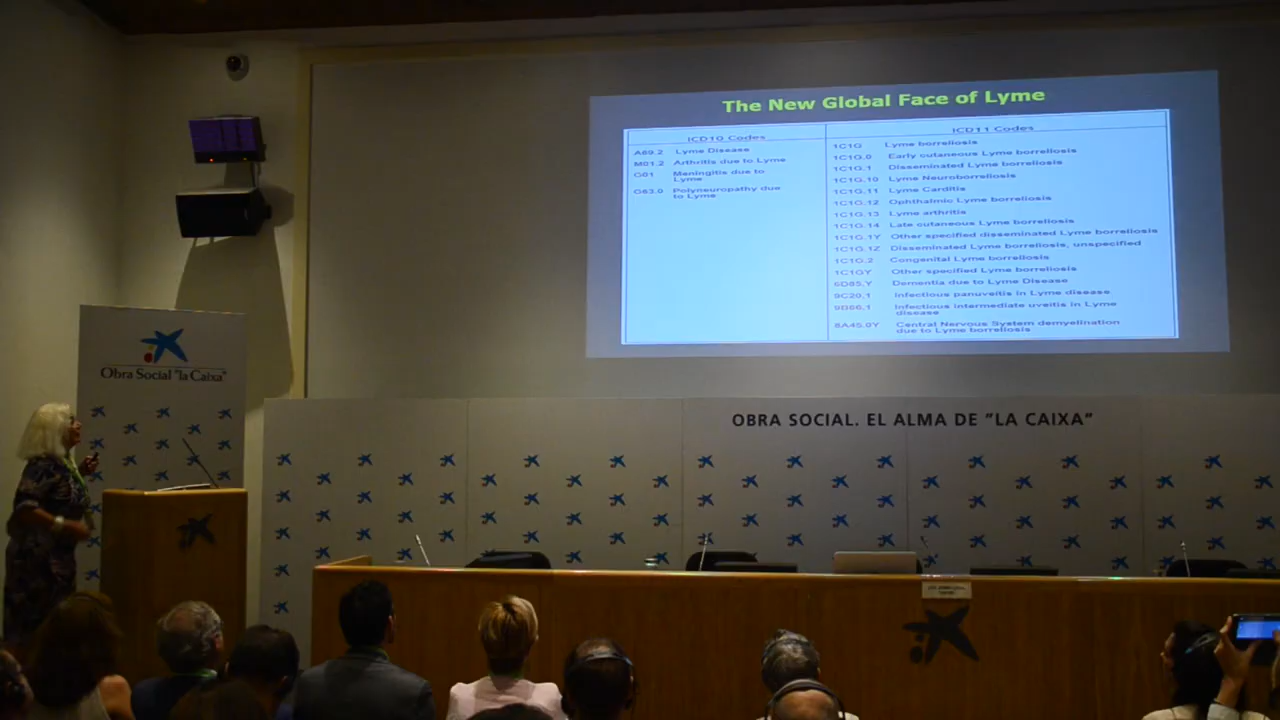 The New Global Face of Lyme
ICD10 Codes
A69.2 Lyme Disease
M01.2 Arthritis due to Lyme
G01 Meningitis due to
Lyme
G63.0 Polyneuropathy due
to Lyme
ICD11 Codes
1C1G Lyme borreliosis
1C1G.0 Early cutaneous Lyme borreliosis
1C1G.1 Disseminated Lyme borreliosis
1C1G.10 Lyme Neuroborreliosis
1C1G.11 Lyme Carditis
1C1G.12 Ophthalmic Lyme borreliosis
1C1G.13 Lyme arthritis
1C1G.14 Late cutaneous Lyme borreliosis
1C1G.1Y Other specified disseminated Lyme borreliosis
1C1G.1Z Disseminated Lyme borreliosis, unspecified
1C1G.2 Congenital Lyme borreliosis
1C1GY Other specified Lyme borreliosis
6D85.Y Dementia due to Lyme Disease
9C20.1 Infectious panuveitis in Lyme disease
9B66.1 Infectious intermediate uveitis in Lyme
disease
8A45.0Y Central Nervous System demyelination
due to Lyme borreliosis
Obra Social "la Caixa"
OBRA SOCIAL. EL ALMA DE "LA CAIXA"